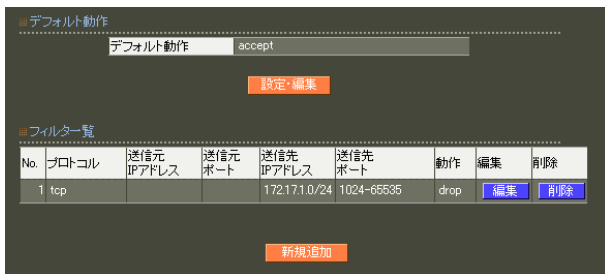 デフォルト動作
デフォルト動作 accept
設定・編集
フィルター覧
No. プロトコル 送信元IPアドレス 送信元ポート 送信先IPアドレス 送信先ポート 動作 編集 削除
1 tcp 172.17.1.0/24 1024-65535 drop 編集 削除
新規追加